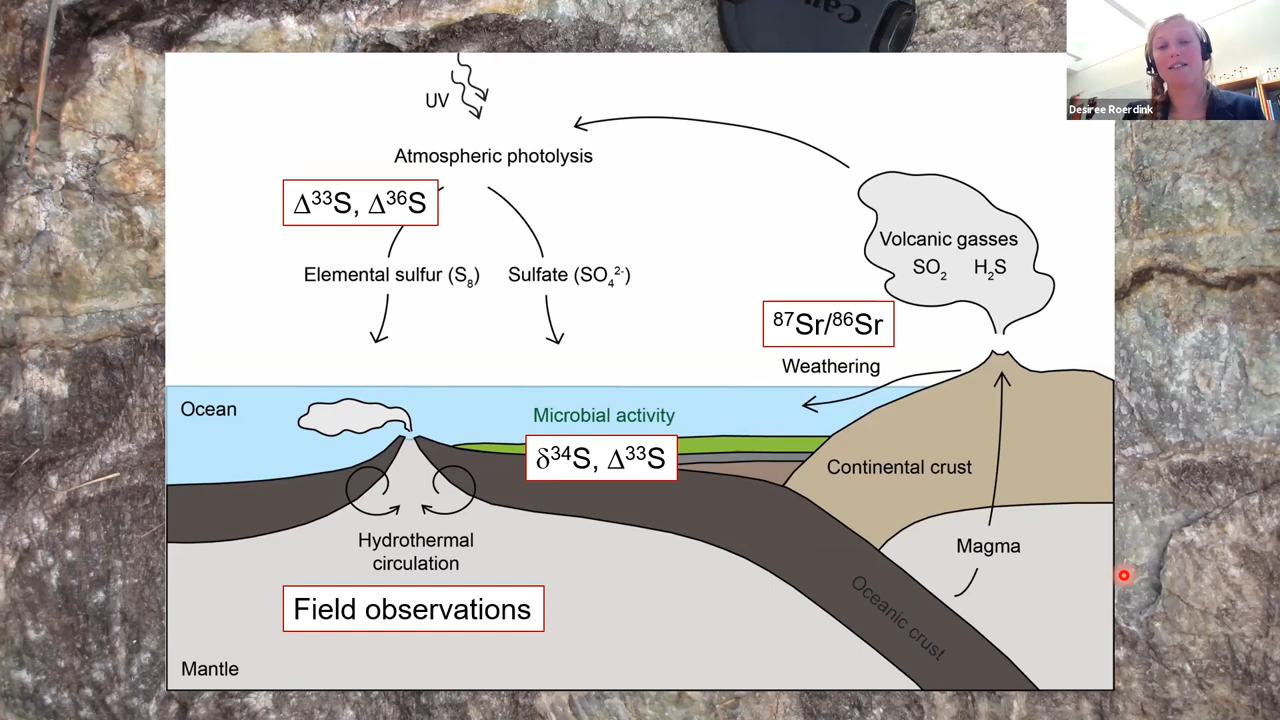 Can
Desiree Roerdink
UV
Atmospheric photolysis
Δ³³S, Δ³⁶S
Elemental sulfur (S₈)
Sulfate (SO₄²⁻)
Volcanic gasses
SO₂ H₂S
⁸⁷Sr/⁸⁶Sr
Weathering
Ocean
Microbial activity
δ³⁴S, Δ³³S
Continental crust
Hydrothermal
circulation
Magma
Field observations
Oceanic crust
Mantle